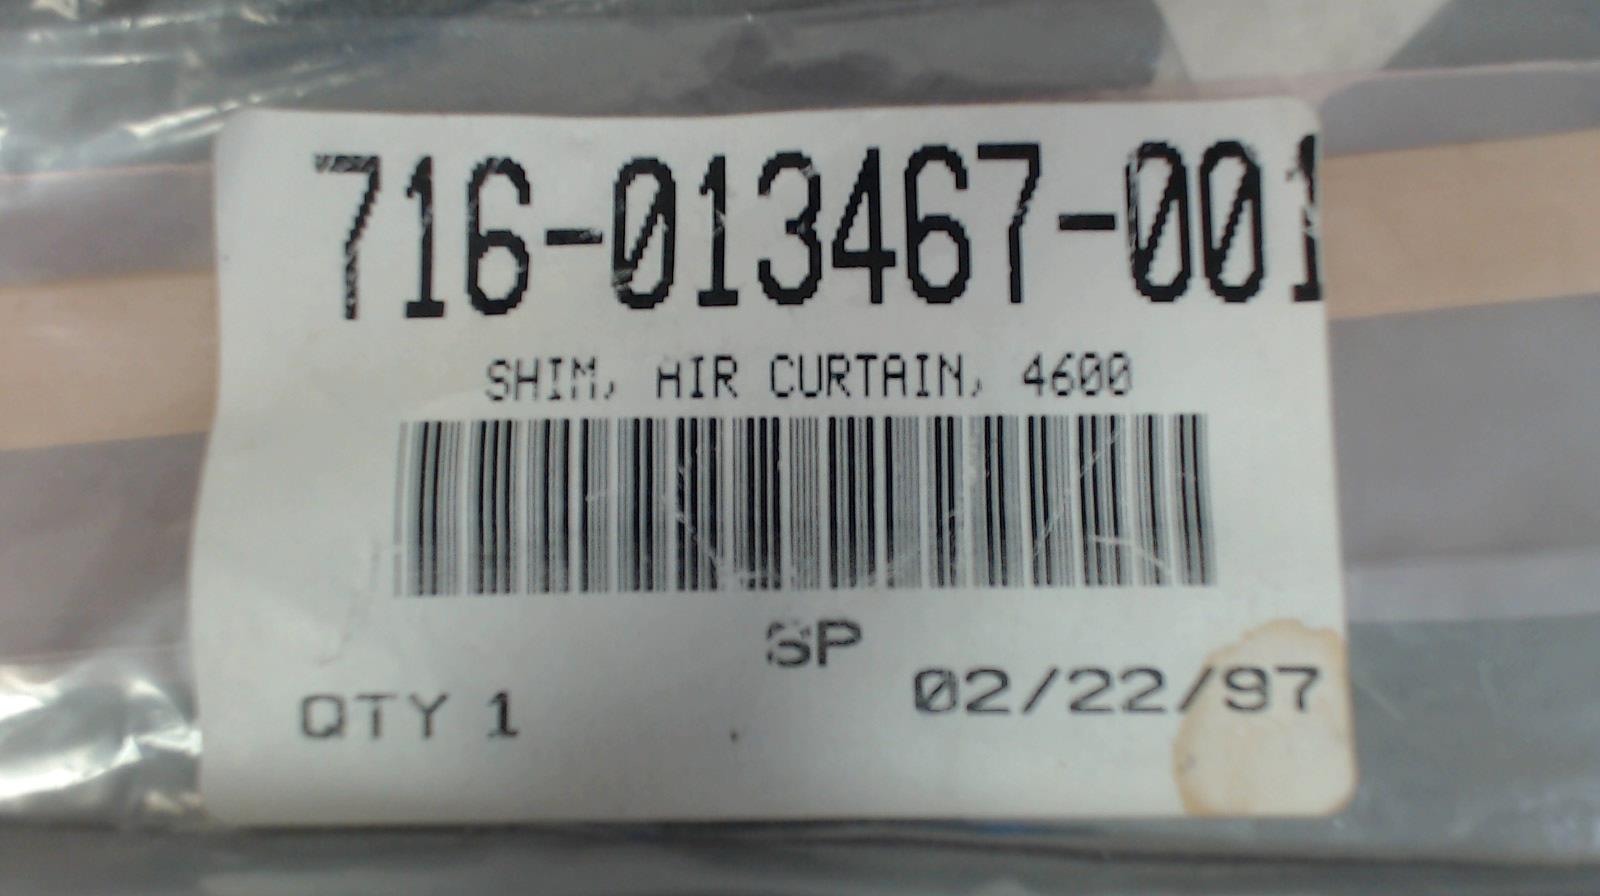 716-013467-001
SHIM, AIR CURTAIN, 4600
SP
QTY 1 02/22/97